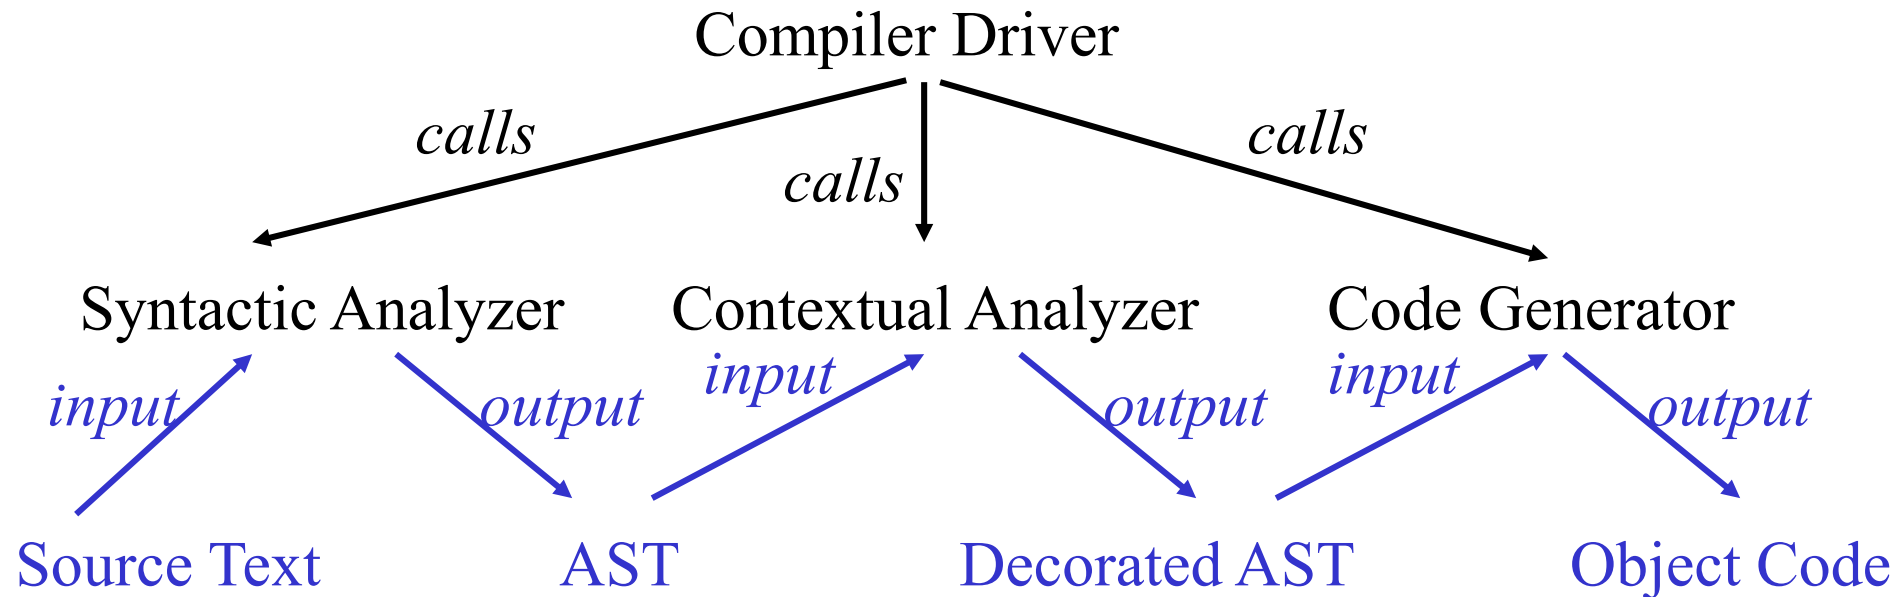 Compiler Driver
calls
calls
calls
Syntactic Analyzer
Contextual Analyzer
Code Generator
input
output
input
output
input
output
Source Text
AST
Decorated AST
Object Code